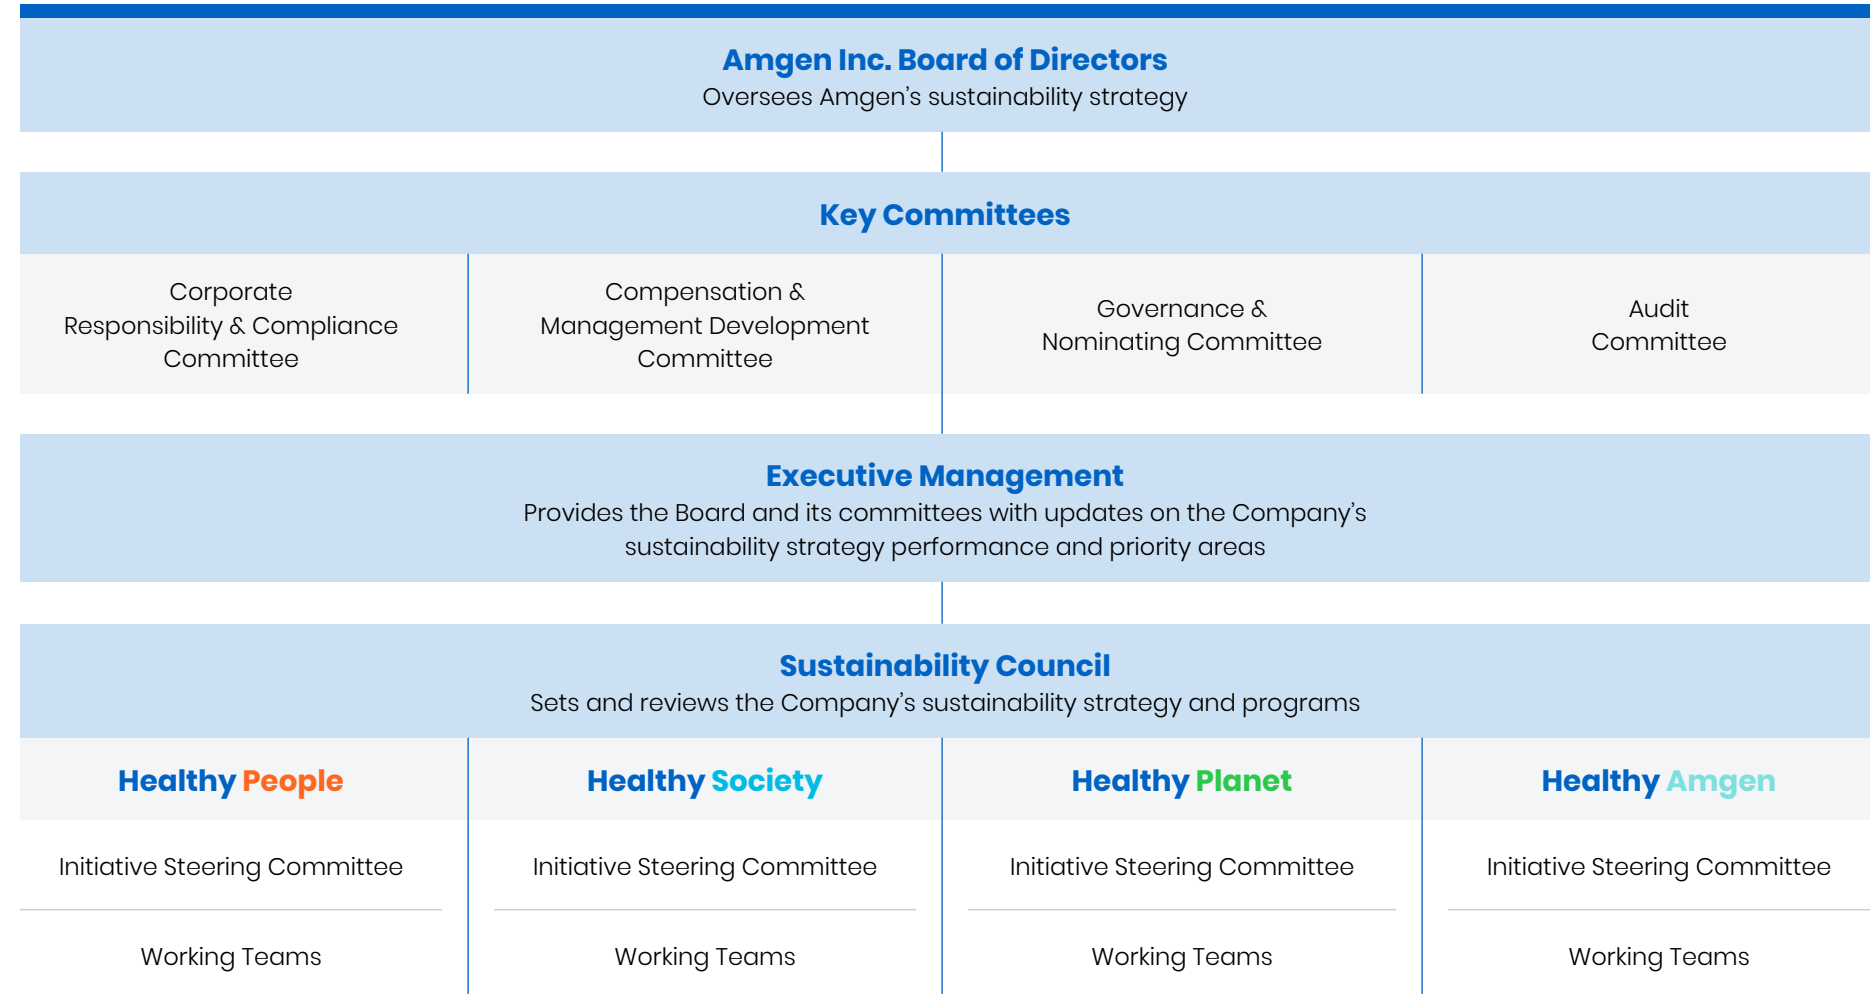 Amgen Inc. Board of Directors
Oversees Amgen’s sustainability strategy
Key Committees
Corporate
Responsibility & Compliance
Committee
Compensation &
Management Development
Committee
Governance &
Nominating Committee
Audit
Committee
Executive Management
Provides the Board and its committees with updates on the Company’s
sustainability strategy performance and priority areas
Sustainability Council
Sets and reviews the Company’s sustainability strategy and programs
Healthy People
Healthy Society
Healthy Planet
Healthy Amgen
Initiative Steering Committee
Initiative Steering Committee
Initiative Steering Committee
Initiative Steering Committee
Working Teams
Working Teams
Working Teams
Working Teams